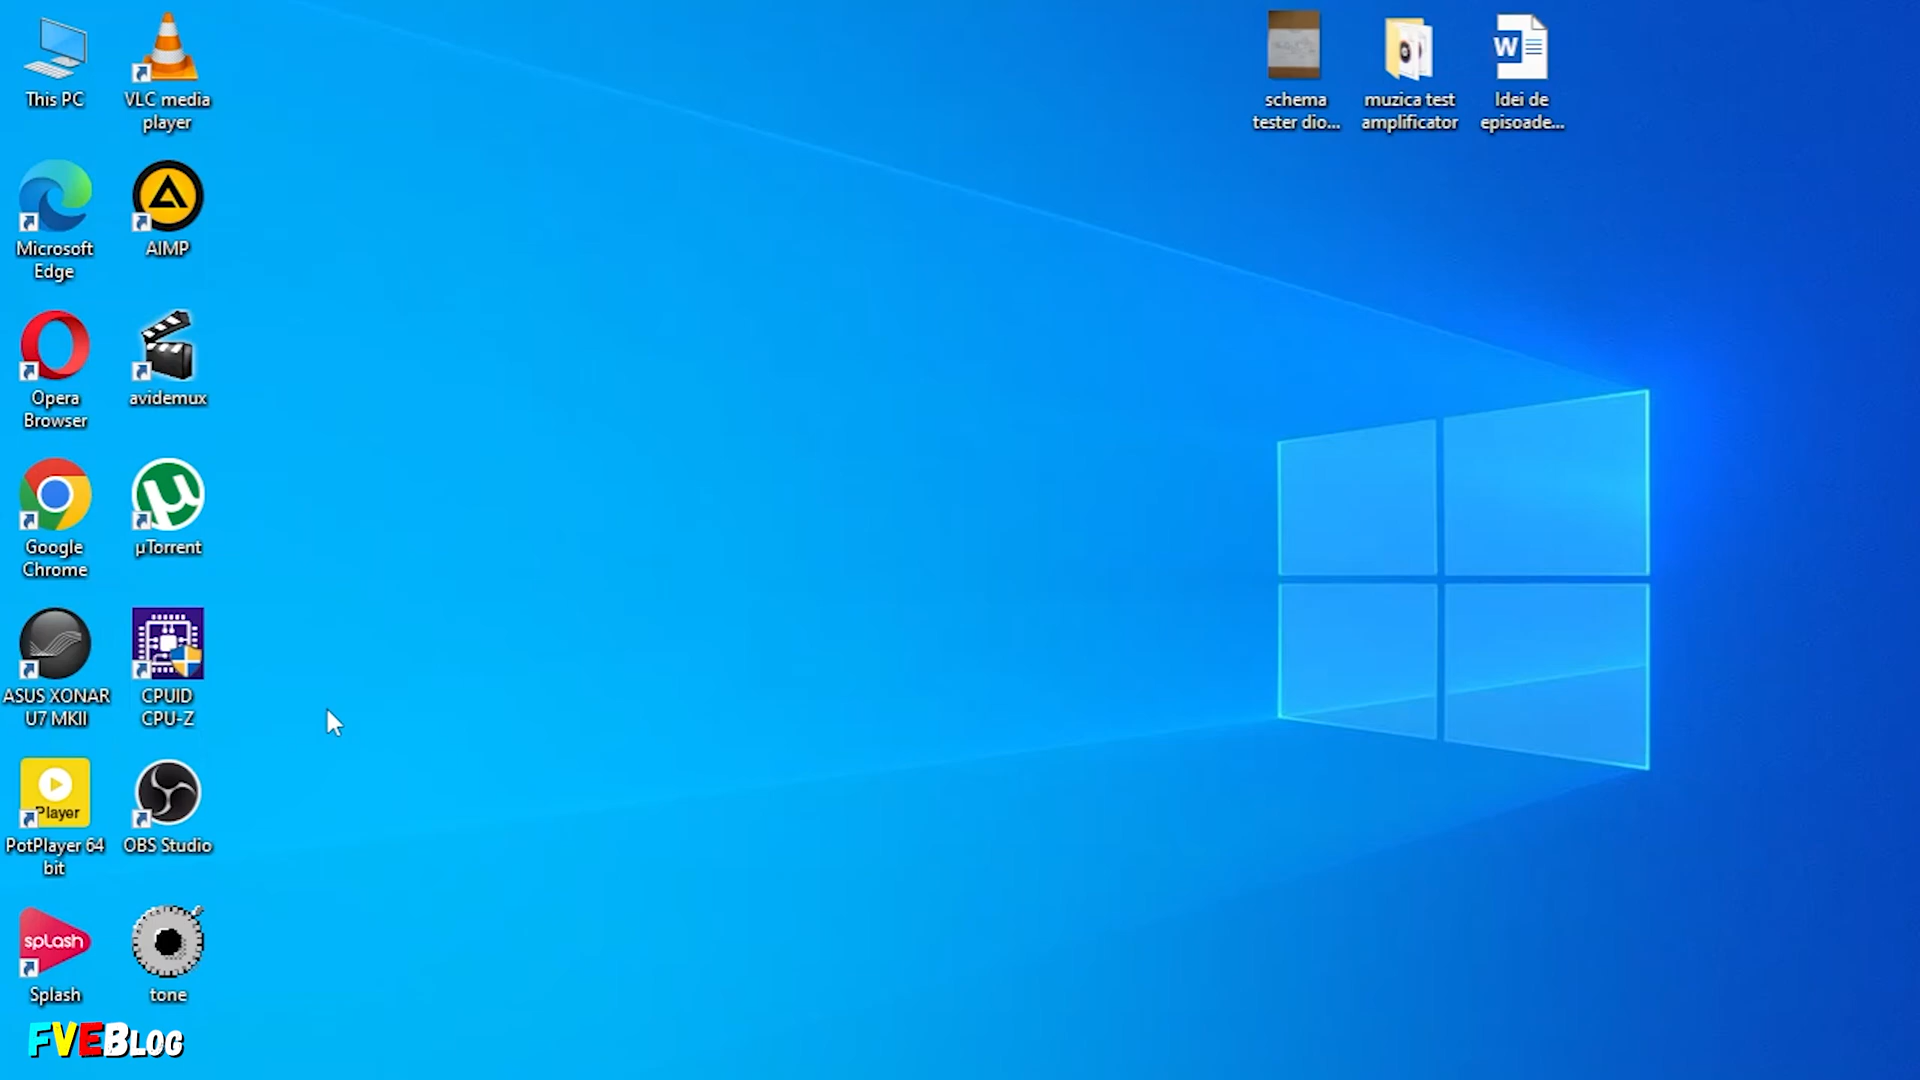 This PC
VLC media
player
Microsoft
Edge
AIMP
Opera
Browser
avidemux
Google
Chrome
µTorrent
ASUS XONAR
U7 MKII
CPUID
CPU-Z
Player
PotPlayer 64
bit
OBS Studio
splash
Splash
tone
schema
tester dio...
muzica test
amplificator
W
Idei de
episoade...
FVEBLOG